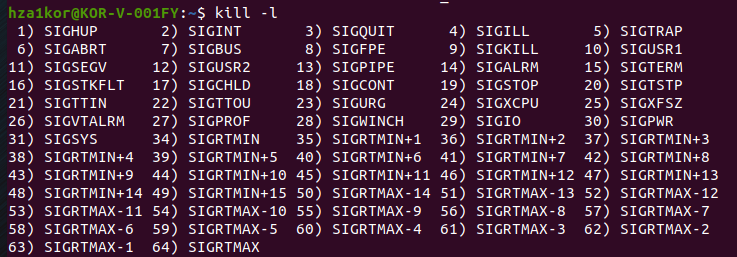 hza1kor@KOR-V-001FY:~$ kill -l
1) SIGHUP 2) SIGINT 3) SIGQUIT 4) SIGILL 5) SIGTRAP
6) SIGABRT 7) SIGBUS 8) SIGFPE 9) SIGKILL 10) SIGUSR1
11) SIGSEGV 12) SIGUSR2 13) SIGPIPE 14) SIGALRM 15) SIGTERM
16) SIGSTKFLT 17) SIGCHLD 18) SIGCONT 19) SIGSTOP 20) SIGTSTP
21) SIGTTIN 22) SIGTTOU 23) SIGURG 24) SIGXCPU 25) SIGXFSZ
26) SIGVTALRM 27) SIGPROF 28) SIGWINCH 29) SIGIO 30) SIGPWR
31) SIGSYS 34) SIGRTMIN 35) SIGRTMIN+1 36) SIGRTMIN+2 37) SIGRTMIN+3
38) SIGRTMIN+4 39) SIGRTMIN+5 40) SIGRTMIN+6 41) SIGRTMIN+7 42) SIGRTMIN+8
43) SIGRTMIN+9 44) SIGRTMIN+10 45) SIGRTMIN+11 46) SIGRTMIN+12 47) SIGRTMIN+13
48) SIGRTMIN+14 49) SIGRTMIN+15 50) SIGRTMAX-14 51) SIGRTMAX-13 52) SIGRTMAX-12
53) SIGRTMAX-11 54) SIGRTMAX-10 55) SIGRTMAX-9 56) SIGRTMAX-8 57) SIGRTMAX-7
58) SIGRTMAX-6 59) SIGRTMAX-5 60) SIGRTMAX-4 61) SIGRTMAX-3 62) SIGRTMAX-2
63) SIGRTMAX-1 64) SIGRTMAX